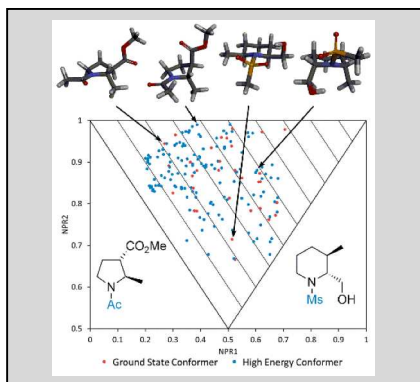 1
0.9
0.8
0.7
0.6
0.5
NPR2
CO₂Me
N
Ac
N
Ms
OH
0 0.1 0.2 0.3 0.4 0.5 0.6 0.7 0.8 0.9 1
NPR1
Ground State Conformer High Energy Conformer